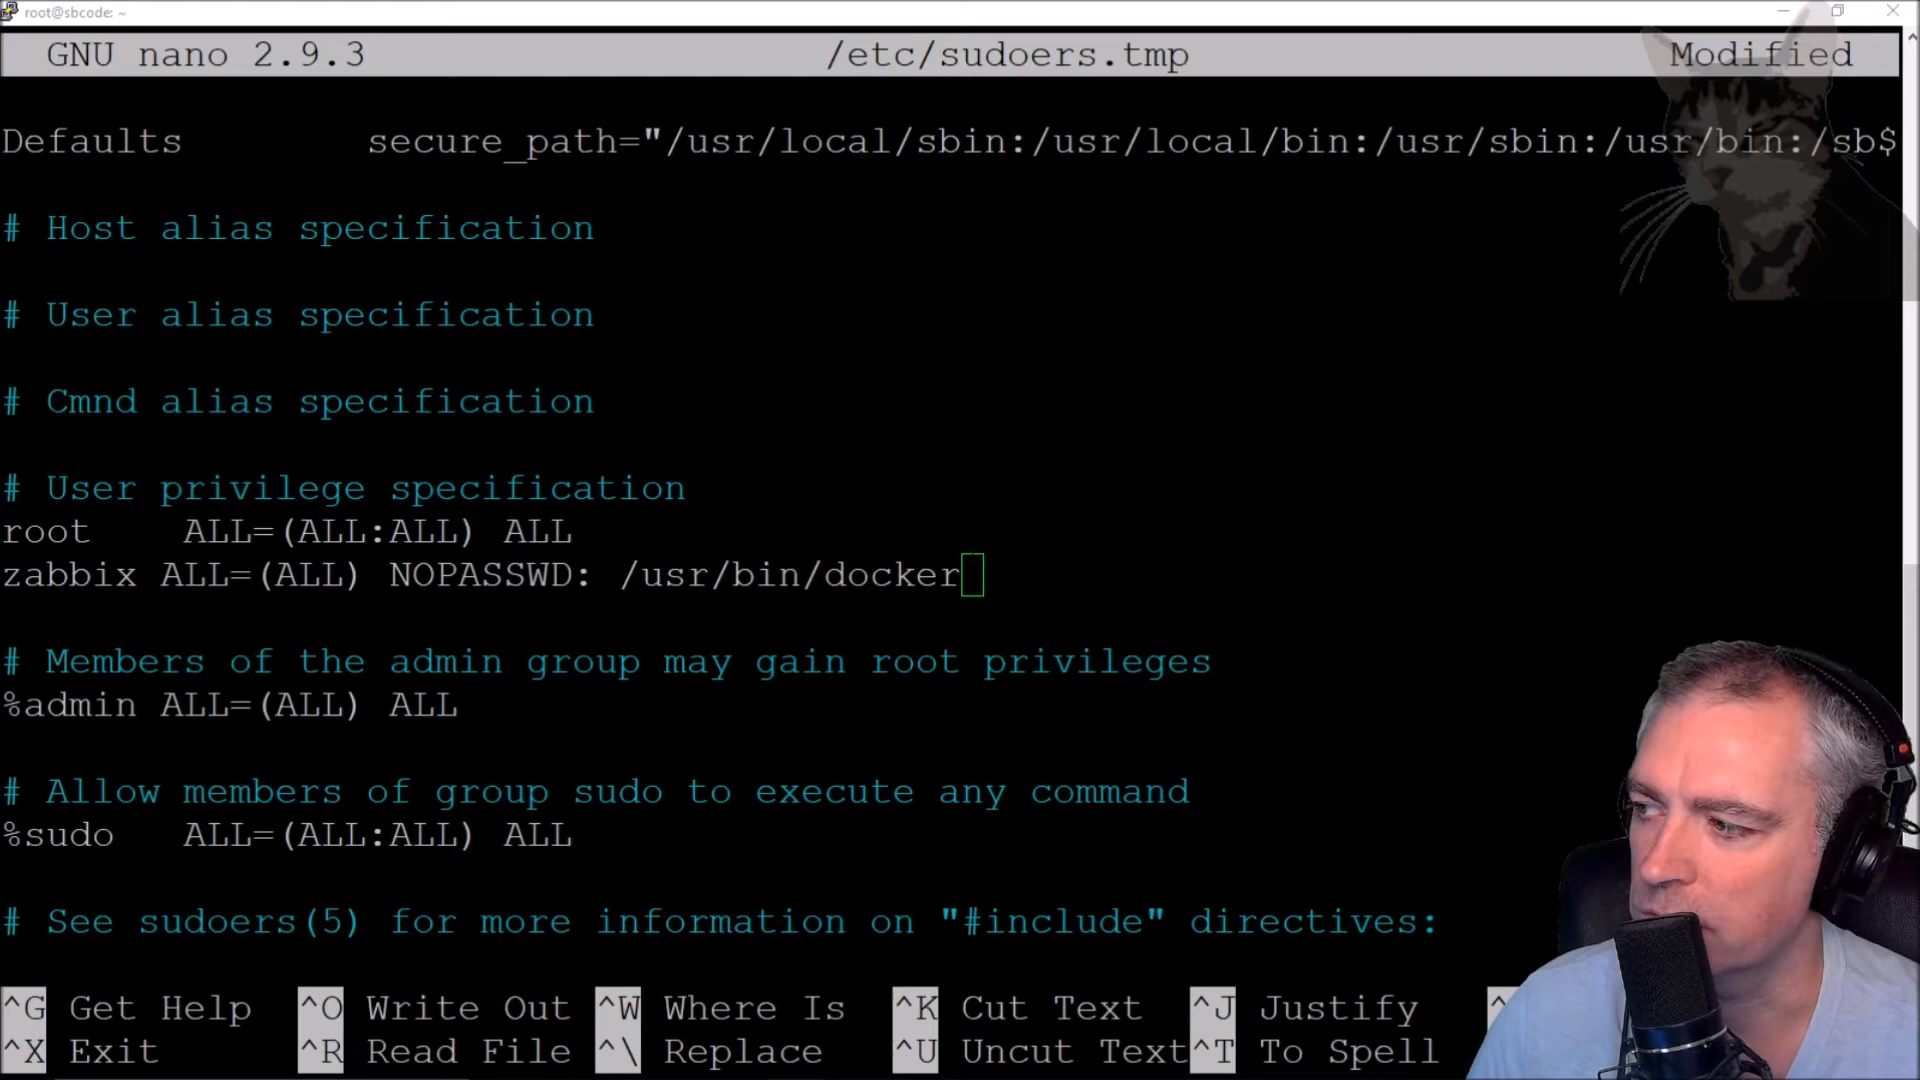 root@sbcode: ~
GNU nano 2.9.3 /etc/sudoers.tmp Modified
Defaults secure_path="/usr/local/sbin:/usr/local/bin:/usr/sbin:/usr/bin:/sb$
# Host alias specification
# User alias specification
# Cmnd alias specification
# User privilege specification
root ALL=(ALL:ALL) ALL
zabbix ALL=(ALL) NOPASSWD: /usr/bin/docker
# Members of the admin group may gain root privileges
%admin ALL=(ALL) ALL
# Allow members of group sudo to execute any command
%sudo ALL=(ALL:ALL) ALL
# See sudoers(5) for more information on "#include" directives:
^G Get Help ^O Write Out ^W Where Is ^K Cut Text ^J Justify
^X Exit ^R Read File ^\ Replace ^U Uncut Text ^T To Spell